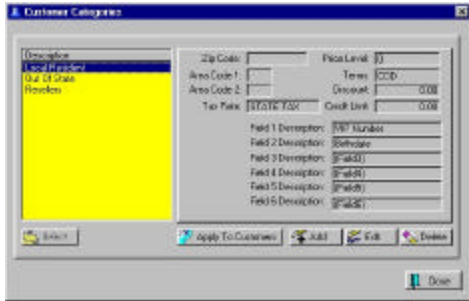 Customer Categories
Description
Local Resident
Out Of State
Resellers
Zip Code:
Price Level: 0
Area Code 1:
Terms: COD
Area Code 2:
Discount: 0.00
Tax Rate: STATE TAX
Credit Limit: 0.00
Field 1 Description: VIP Number
Field 2 Description: Birthdate
Field 3 Description: (Field3)
Field 4 Description: (Field4)
Field 5 Description: (Field5)
Field 6 Description: (Field6)
Select
Apply To Customers
Add
Edit
Delete
Done